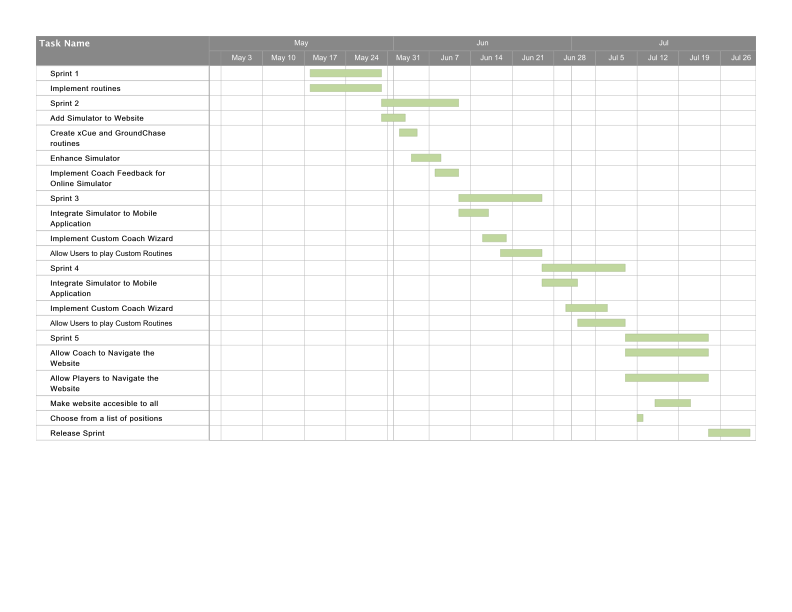 Task Name
May
Jun
Jul
May 3 May 10 May 17 May 24 May 31 Jun 7 Jun 14 Jun 21 Jun 28 Jul 5 Jul 12 Jul 19 Jul 26
Sprint 1
Implement routines
Sprint 2
Add Simulator to Website
Create xCue and GroundChase
routines
Enhance Simulator
Implement Coach Feedback for
Online Simulator
Sprint 3
Integrate Simulator to Mobile
Application
Implement Custom Coach Wizard
Allow Users to play Custom Routines
Sprint 4
Integrate Simulator to Mobile
Application
Implement Custom Coach Wizard
Allow Users to play Custom Routines
Sprint 5
Allow Coach to Navigate the
Website
Allow Players to Navigate the
Website
Make website accesible to all
Choose from a list of positions
Release Sprint